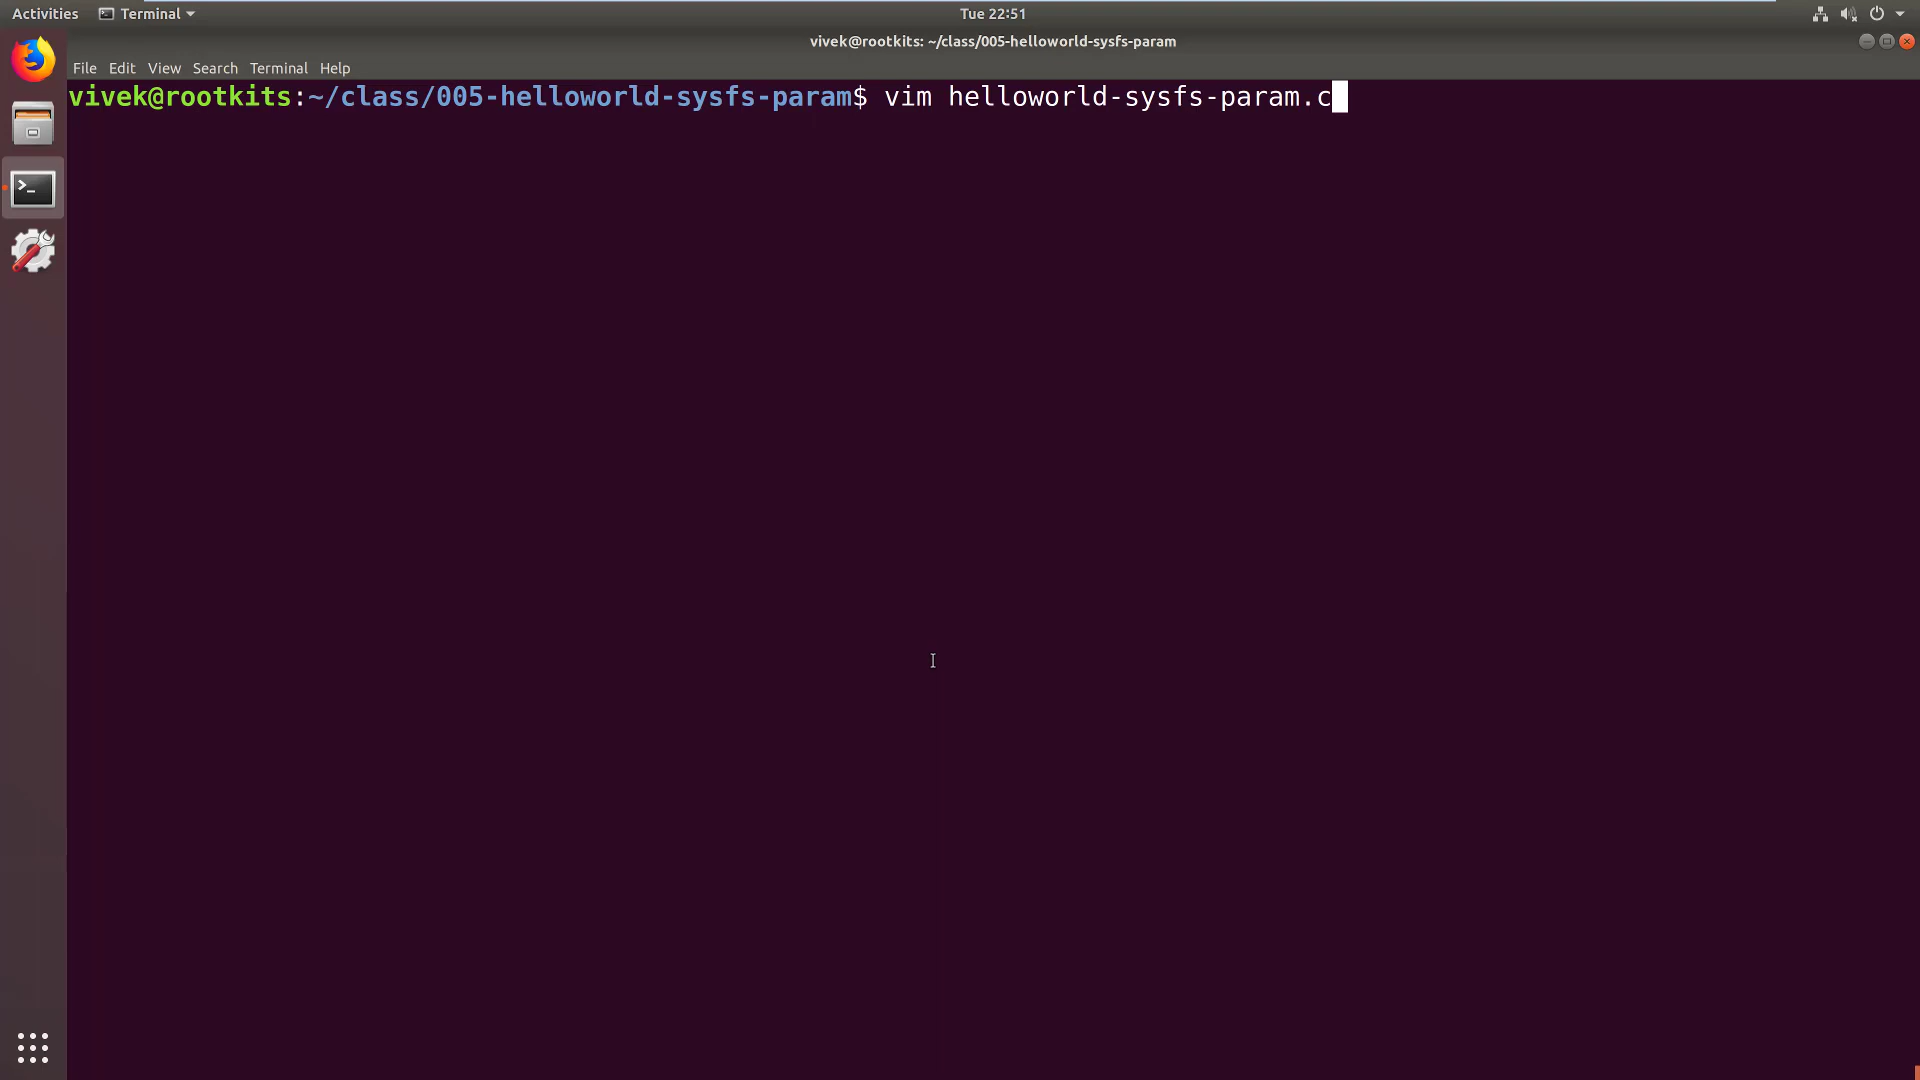 Activities Terminal Tue 22:51
vivek@rootkits: ~/class/005-helloworld-sysfs-param
File Edit View Search Terminal Help
vivek@rootkits:~/class/005-helloworld-sysfs-param$ vim helloworld-sysfs-param.c